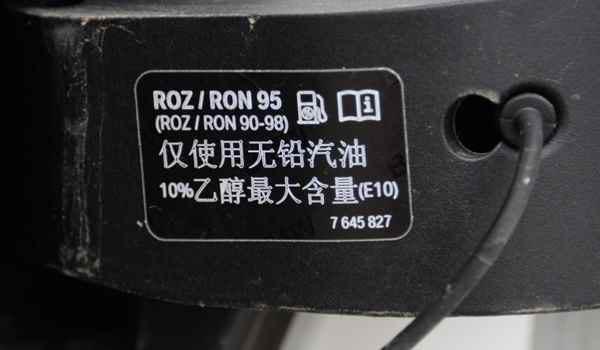 ROZ / RON 95
(ROZ / RON 90-98)
仅使用无铅汽油
10%乙醇最大含量(E10)
7 645 827